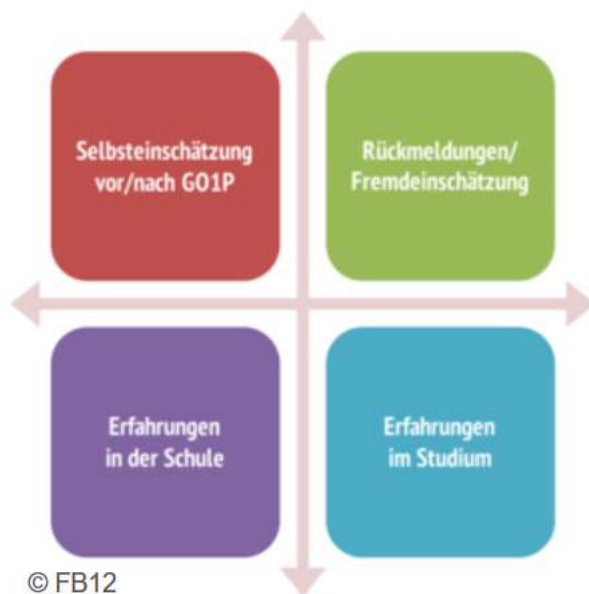 Selbsteinschätzung
vor/nach GO1P
Rückmeldungen/
Fremdeinschätzung
Erfahrungen
in der Schule
Erfahrungen
im Studium
© FB12